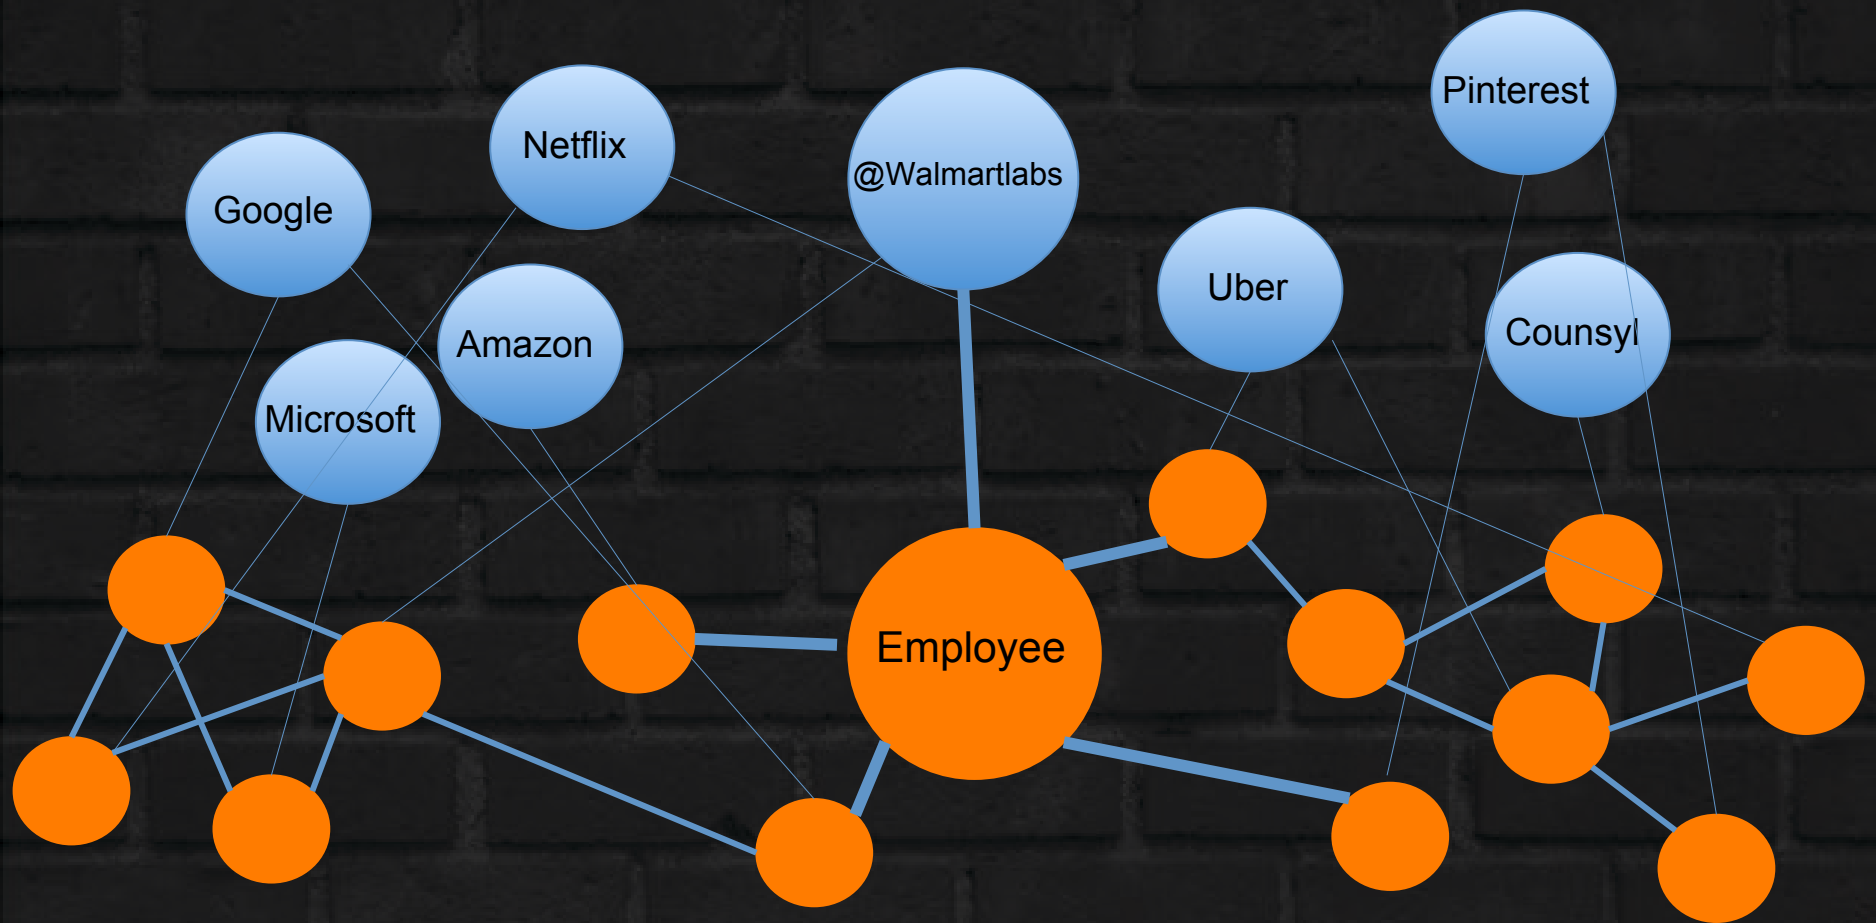 Pinterest
Netflix
@Walmartlabs
Google
Uber
Counsyl
Amazon
Microsoft
Employee